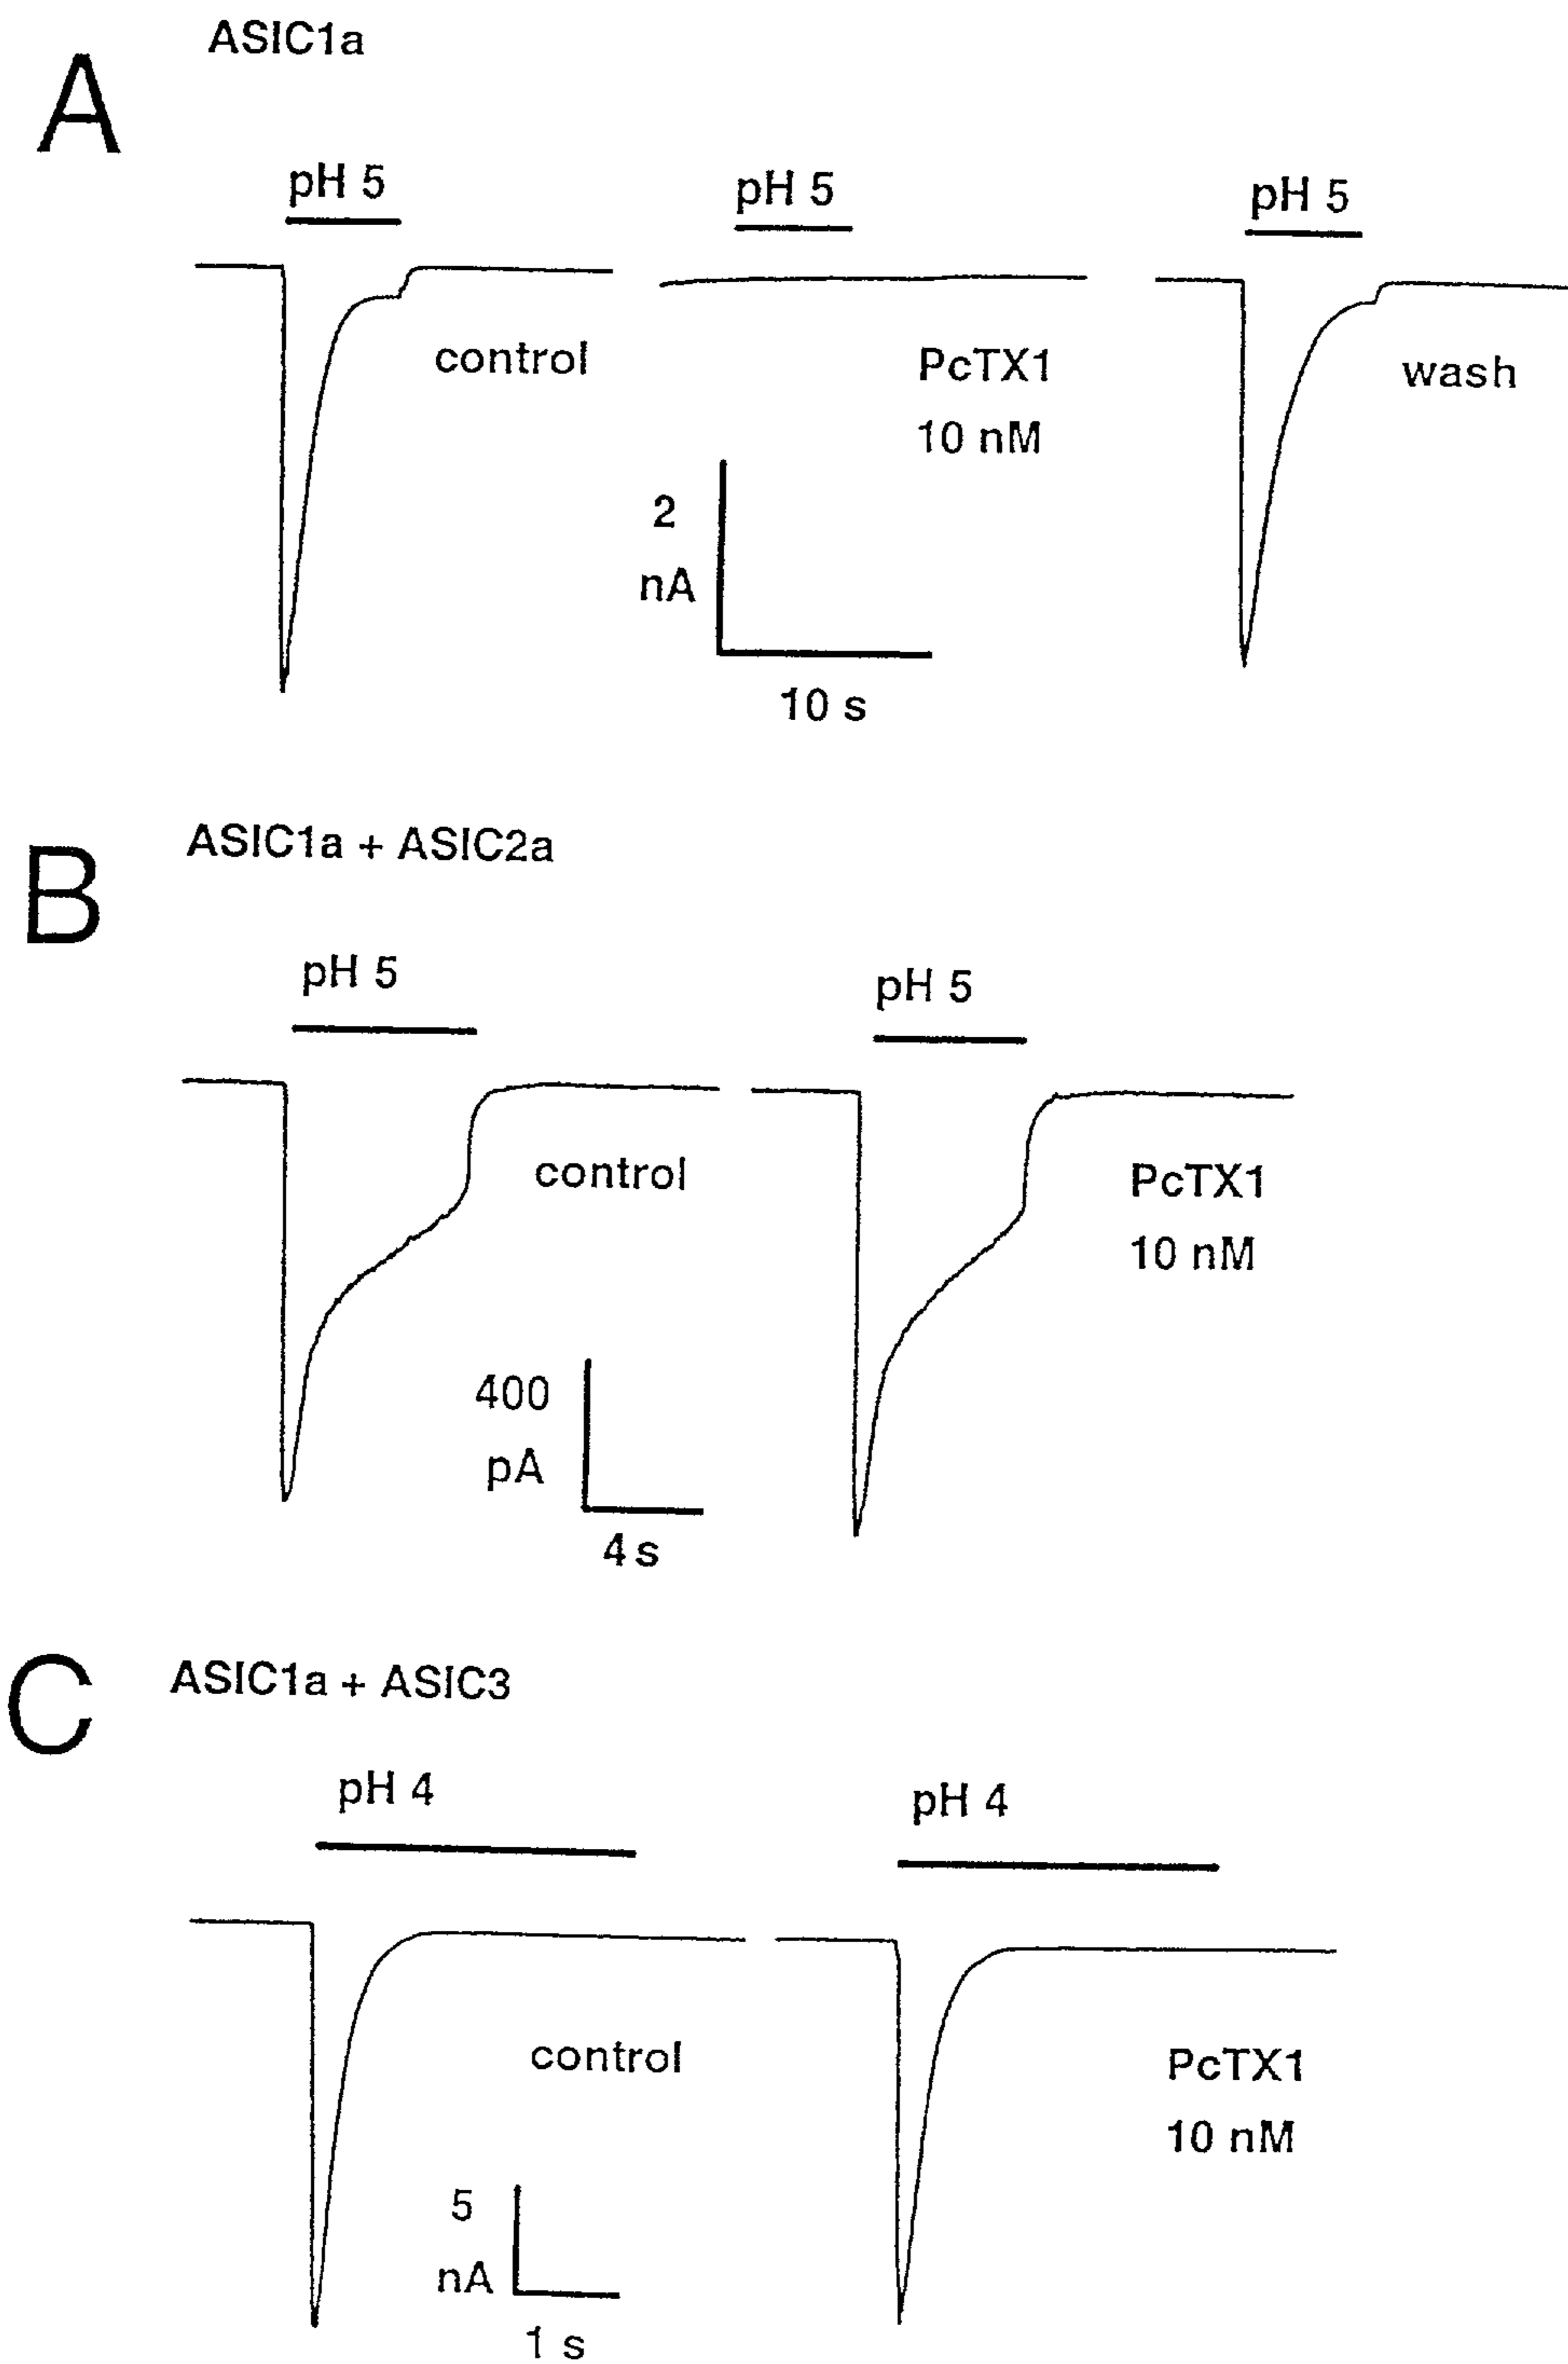 A
ASIC1a
pH 5
pH 5
pH 5
control
PcTX1
10 nM
wash
2
nA
10 s
B
ASIC1a + ASIC2a
pH 5
pH 5
control
PcTX1
10 nM
400
pA
4 s
C
ASIC1a + ASIC3
pH 4
pH 4
control
PcTX1
10 nM
5
nA
1 s